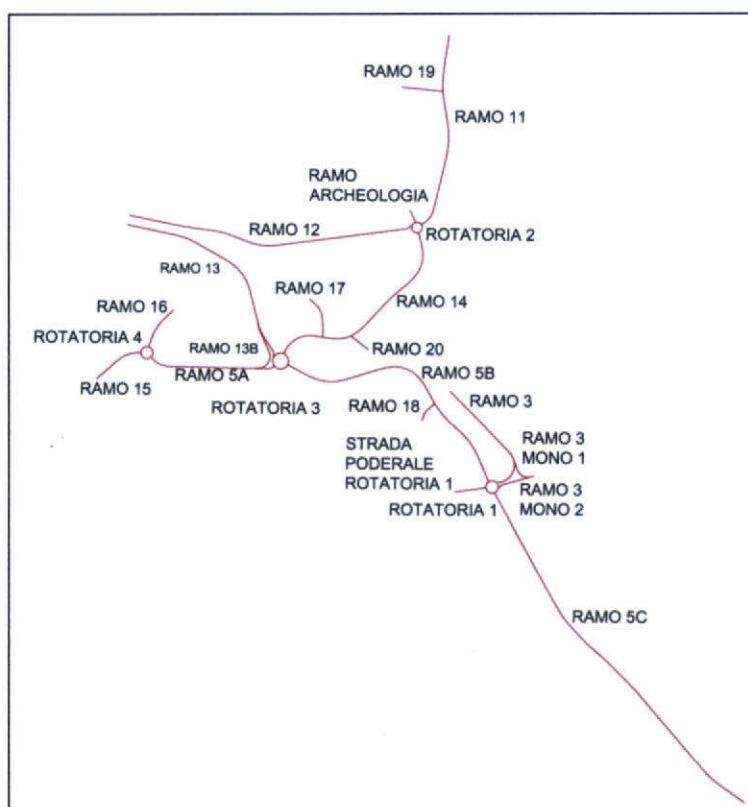 RAMO 19
RAMO 11
RAMO
ARCHEOLOGIA
RAMO 12
ROTATORIA 2
RAMO 13
RAMO 17
RAMO 14
RAMO 16
ROTATORIA 4
RAMO 13B
RAMO 20
RAMO 15
RAMO 5A
RAMO 5B
ROTATORIA 3
RAMO 18
RAMO 3
STRADA
PODERALE
ROTATORIA 1
RAMO 3
MONO 1
ROTATORIA 1
RAMO 3
MONO 2
RAMO 5C